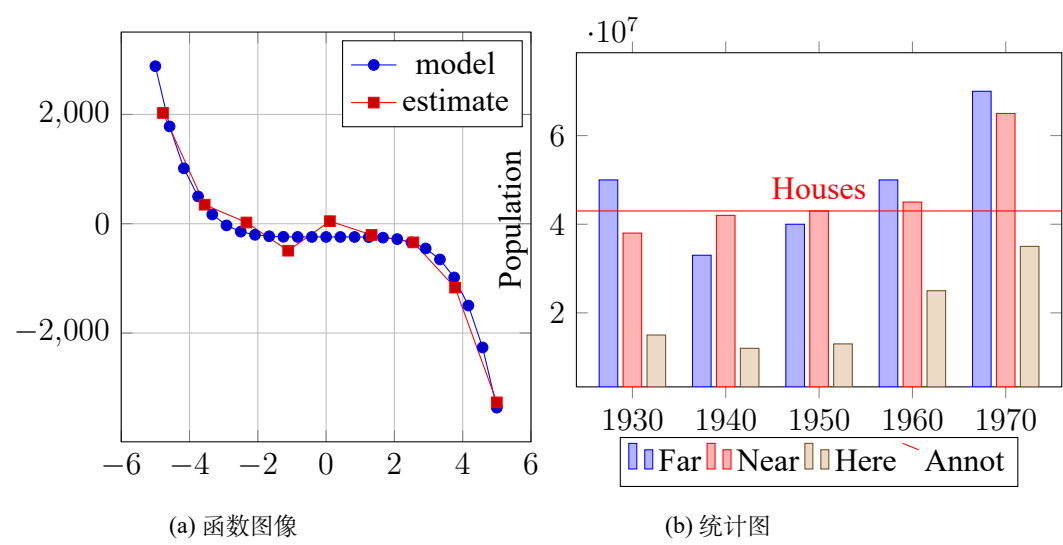 model
estimate
2,000
0
−2,000
−6 −4 −2 0 2 4 6
(a) 函数图像
·10⁷
Population
6
4
2
Houses
1930 1940 1950 1960 1970
Far Near Here Annot
(b) 统计图